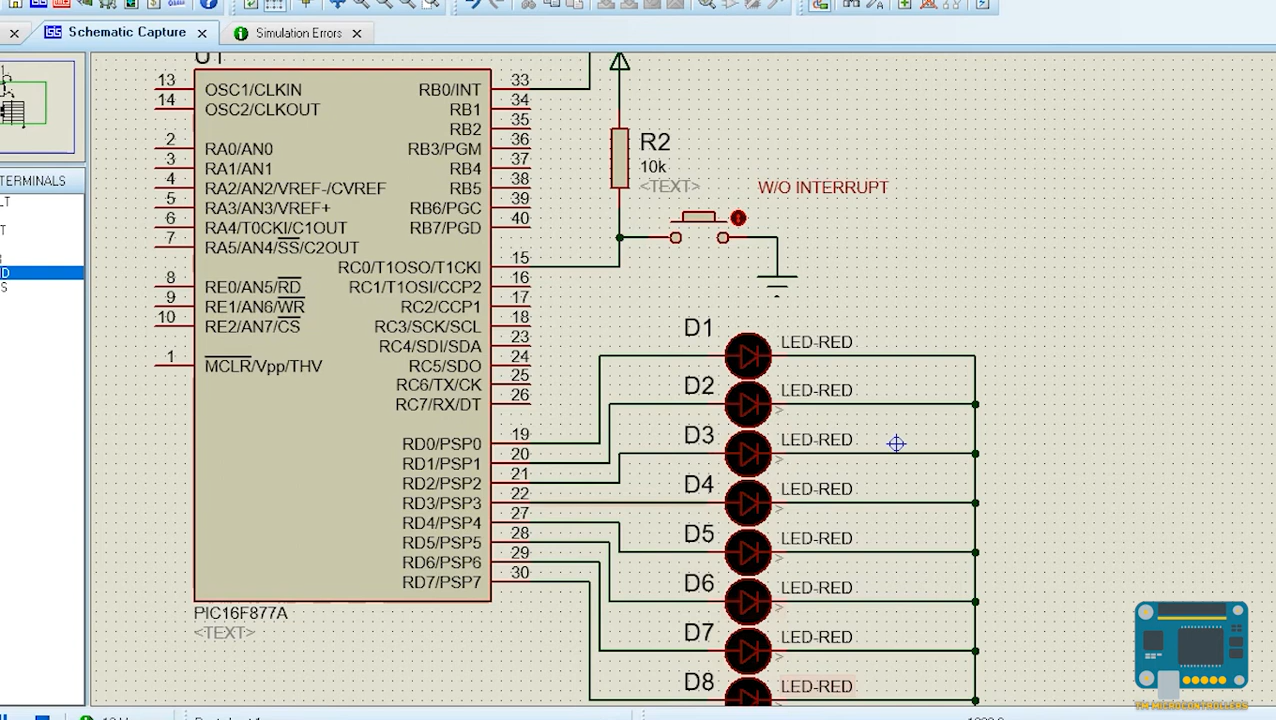 Schematic Capture
Simulation Errors
U1
13 OSC1/CLKIN
14 OSC2/CLKOUT
2 RA0/AN0
3 RA1/AN1
4 RA2/AN2/VREF-/CVREF
5 RA3/AN3/VREF+
6 RA4/T0CKI/C1OUT
7 RA5/AN4/SS/C2OUT
8 RE0/AN5/RD
9 RE1/AN6/WR
10 RE2/AN7/CS
1 MCLR/Vpp/THV
RB0/INT 33
RB1 34
RB2 35
RB3/PGM 36
RB4 37
RB5 38
RB6/PGC 39
RB7/PGD 40
RC0/T1OSO/T1CKI 15
RC1/T1OSI/CCP2 16
RC2/CCP1 17
RC3/SCK/SCL 18
RC4/SDI/SDA 23
RC5/SDO 24
RC6/TX/CK 25
RC7/RX/DT 26
RD0/PSP0 19
RD1/PSP1 20
RD2/PSP2 21
RD3/PSP3 22
RD4/PSP4 27
RD5/PSP5 28
RD6/PSP6 29
RD7/PSP7 30
PIC16F877A
<TEXT>
R2
10k
<TEXT>
W/O INTERRUPT
D1 LED-RED
D2 LED-RED
D3 LED-RED
D4 LED-RED
D5 LED-RED
D6 LED-RED
D7 LED-RED
D8 LED-RED
TERMINALS
TM MICROCONTROLLERS